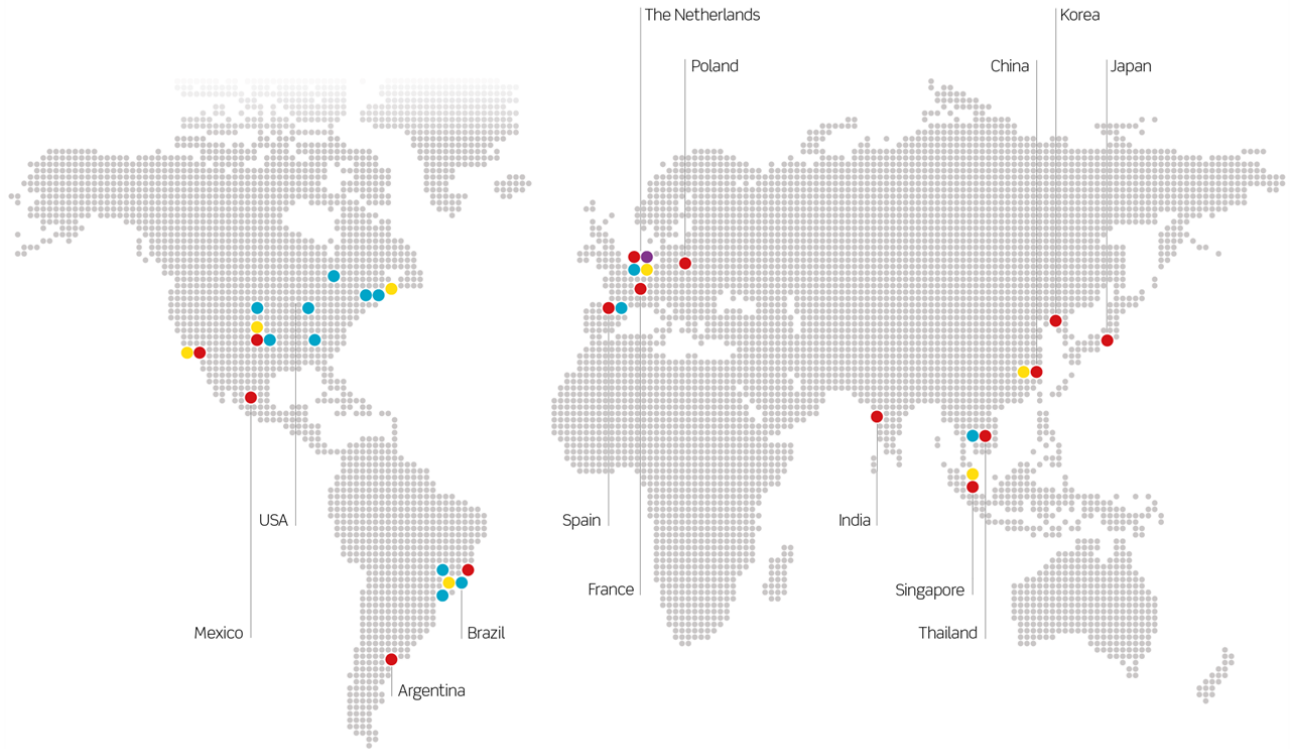 The Netherlands
Korea
Poland
China
Japan
USA
Spain
India
France
Singapore
Mexico
Brazil
Thailand
Argentina